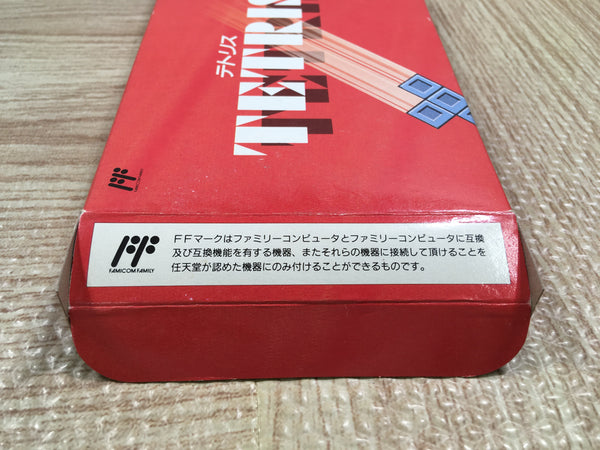 テトリス
TETRIS
FF
FF
FAMICOM FAMILY
FFマークはファミリーコンピュータとファミリーコンピュータに互換
及び互換機能を有する機器、またそれらの機器に接続して頂けることを
任天堂が認めた機器にのみ付けることができるものです。